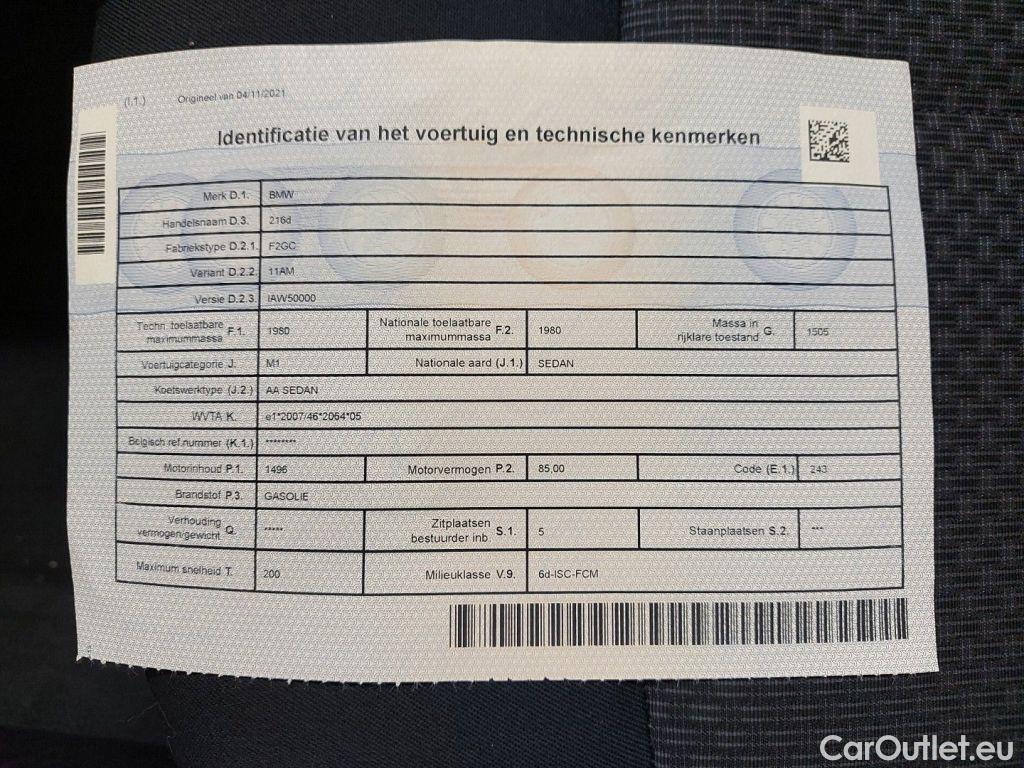 (I.1.) Origineel van 04/11/2021
Identificatie van het voertuig en technische kenmerken
Merk D.1. BMW
Handelsnaam D.3. 216d
Fabriekstype D.2.1. F2GC
Variant D.2.2. 11AM
Versie D.2.3. IAW50000
Techn. toelaatbare maximummassa F.1. 1980 Nationale toelaatbare maximummassa F.2. 1980 Massa in rijklare toestand G. 1505
Voertuigcategorie J. M1 Nationale aard (J.1.) SEDAN
Koetswerktype (J.2.) AA SEDAN
WVTA K. e1*2007/46*2064*05
Belgisch ref.nummer (K.1.) ********
Motorinhoud P.1. 1496 Motorvermogen P.2. 85,00 Code (E.1.) 243
Brandstof P.3. GASOLIE
Verhouding vermogen/gewicht Q. ***** Zitplaatsen bestuurder inb. S.1. 5 Staanplaatsen S.2. ***
Maximum snelheid T. 200 Milieuklasse V.9. 6d-ISC-FCM
CarOutlet.eu